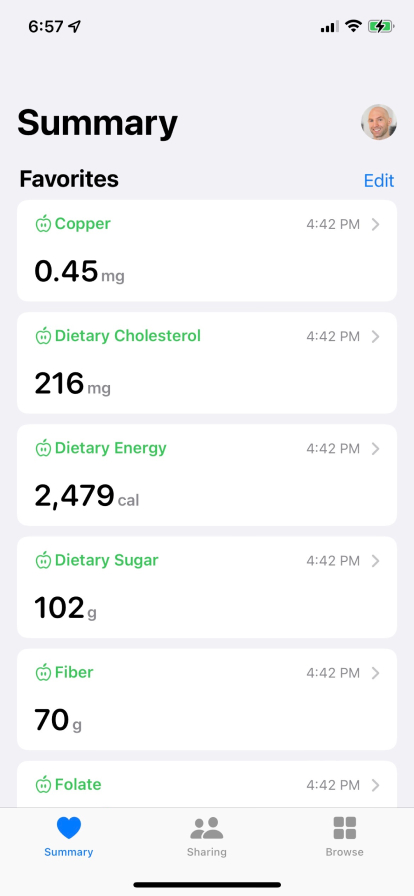 6:57
Summary
Favorites
Edit
Copper
4:42 PM
0.45 mg
Dietary Cholesterol
4:42 PM
216 mg
Dietary Energy
4:42 PM
2,479 cal
Dietary Sugar
4:42 PM
102 g
Fiber
4:42 PM
70 g
Folate
4:42 PM
Summary
Sharing
Browse